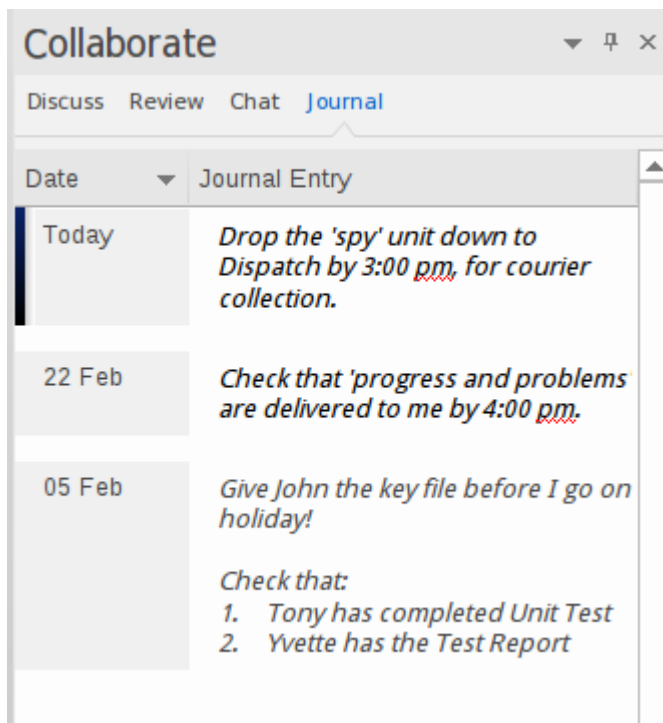 Collaborate
Discuss Review Chat Journal
Date Journal Entry
Today
Drop the 'spy' unit down to
Dispatch by 3:00 pm, for courier
collection.
22 Feb
Check that 'progress and problems'
are delivered to me by 4:00 pm.
05 Feb
Give John the key file before I go on
holiday!
Check that:
1. Tony has completed Unit Test
2. Yvette has the Test Report